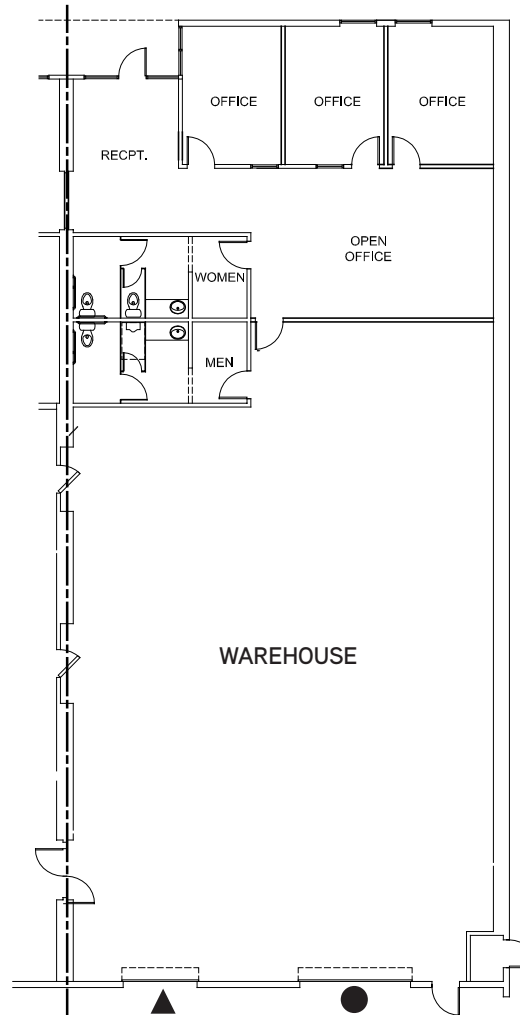 OFFICE
OFFICE
OFFICE
RECPT.
OPEN
OFFICE
WOMEN
MEN
WAREHOUSE